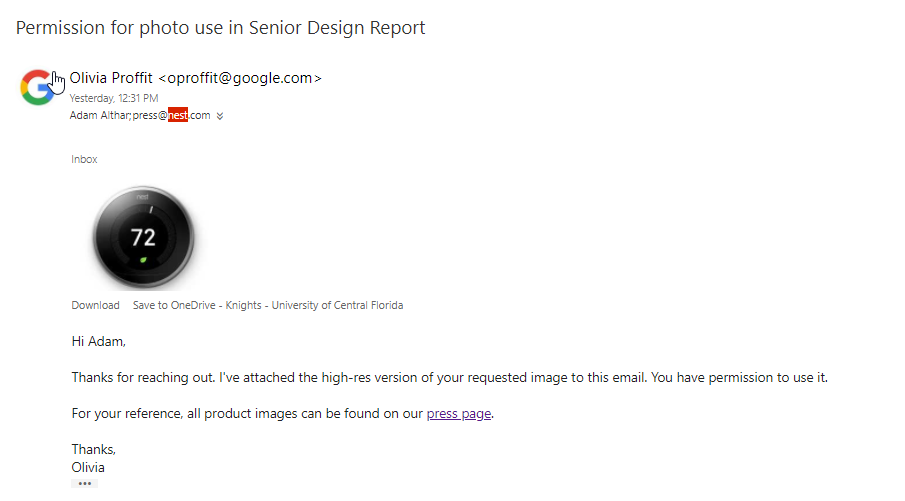 Permission for photo use in Senior Design Report
Olivia Proffit <oproffit@google.com>
Yesterday, 12:31 PM
Adam Althar;press@nest.com
Inbox
nest
72
Download Save to OneDrive - Knights - University of Central Florida
Hi Adam,
Thanks for reaching out. I've attached the high-res version of your requested image to this email. You have permission to use it.
For your reference, all product images can be found on our press page.
Thanks,
Olivia